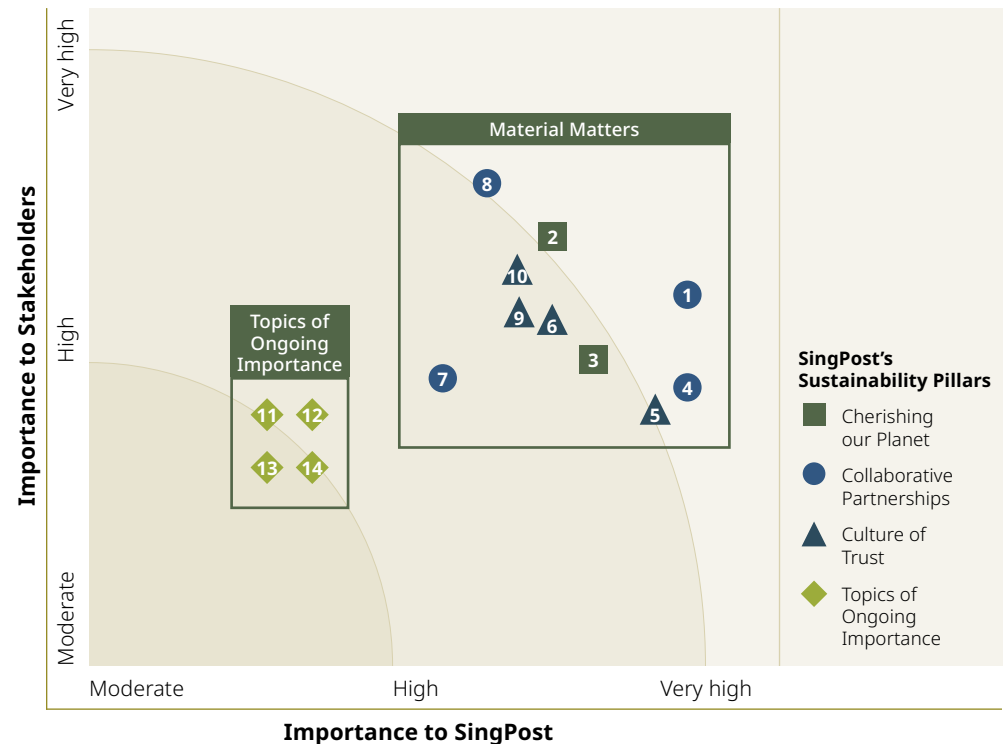 Very high
High
Moderate
Importance to Stakeholders
Material Matters
8
2
10
1
9
6
3
7
4
5
Topics of
Ongoing
Importance
11
12
13
14
SingPost’s
Sustainability Pillars
Cherishing
our Planet
Collaborative
Partnerships
Culture of
Trust
Topics of
Ongoing
Importance
Moderate
High
Very high
Importance to SingPost